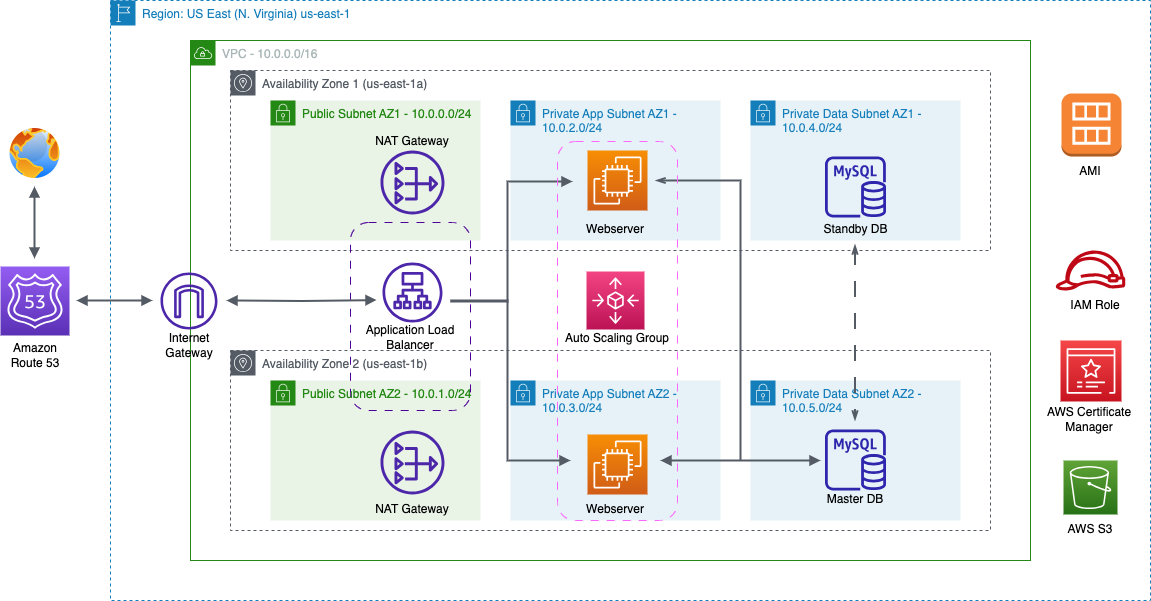 Region: US East (N. Virginia) us-east-1
VPC - 10.0.0.0/16
Availability Zone 1 (us-east-1a)
Public Subnet AZ1 - 10.0.0.0/24
NAT Gateway
Private App Subnet AZ1 -
10.0.2.0/24
Webserver
Private Data Subnet AZ1 -
10.0.4.0/24
MySQL
Standby DB
53
Amazon
Route 53
Internet
Gateway
Application Load
Balancer
Auto Scaling Group
Availability Zone 2 (us-east-1b)
Public Subnet AZ2 - 10.0.1.0/24
NAT Gateway
Private App Subnet AZ2 -
10.0.3.0/24
Webserver
Private Data Subnet AZ2 -
10.0.5.0/24
MySQL
Master DB
AMI
IAM Role
AWS Certificate
Manager
AWS S3